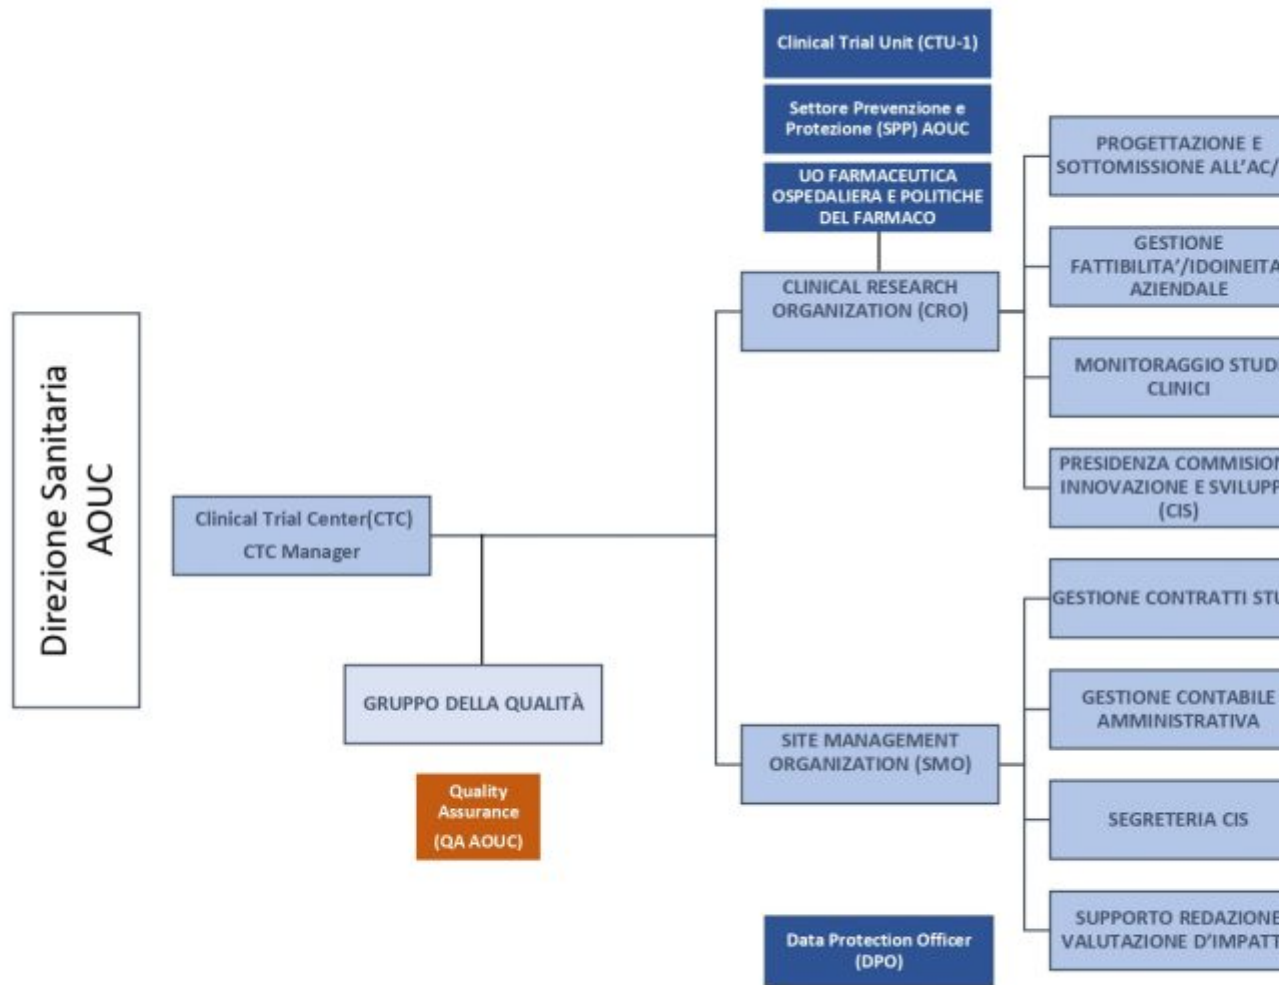 Direzione Sanitaria
AOUC
Clinical Trial Center(CTC)
CTC Manager
GRUPPO DELLA QUALITÀ
Quality
Assurance
(QA AOUC)
Clinical Trial Unit (CTU-1)
Settore Prevenzione e
Protezione (SPP) AOUC
UO FARMACEUTICA
OSPEDALIERA E POLITICHE
DEL FARMACO
CLINICAL RESEARCH
ORGANIZATION (CRO)
SITE MANAGEMENT
ORGANIZATION (SMO)
Data Protection Officer
(DPO)
PROGETTAZIONE E
SOTTOMISSIONE ALL’AC/
GESTIONE
FATTIBILITA’/IDOINEITA
AZIENDALE
MONITORAGGIO STUD
CLINICI
PRESIDENZA COMMISION
INNOVAZIONE E SVILUPP
(CIS)
GESTIONE CONTRATTI STU
GESTIONE CONTABILE
AMMINISTRATIVA
SEGRETERIA CIS
SUPPORTO REDAZIONE
VALUTAZIONE D’IMPATT